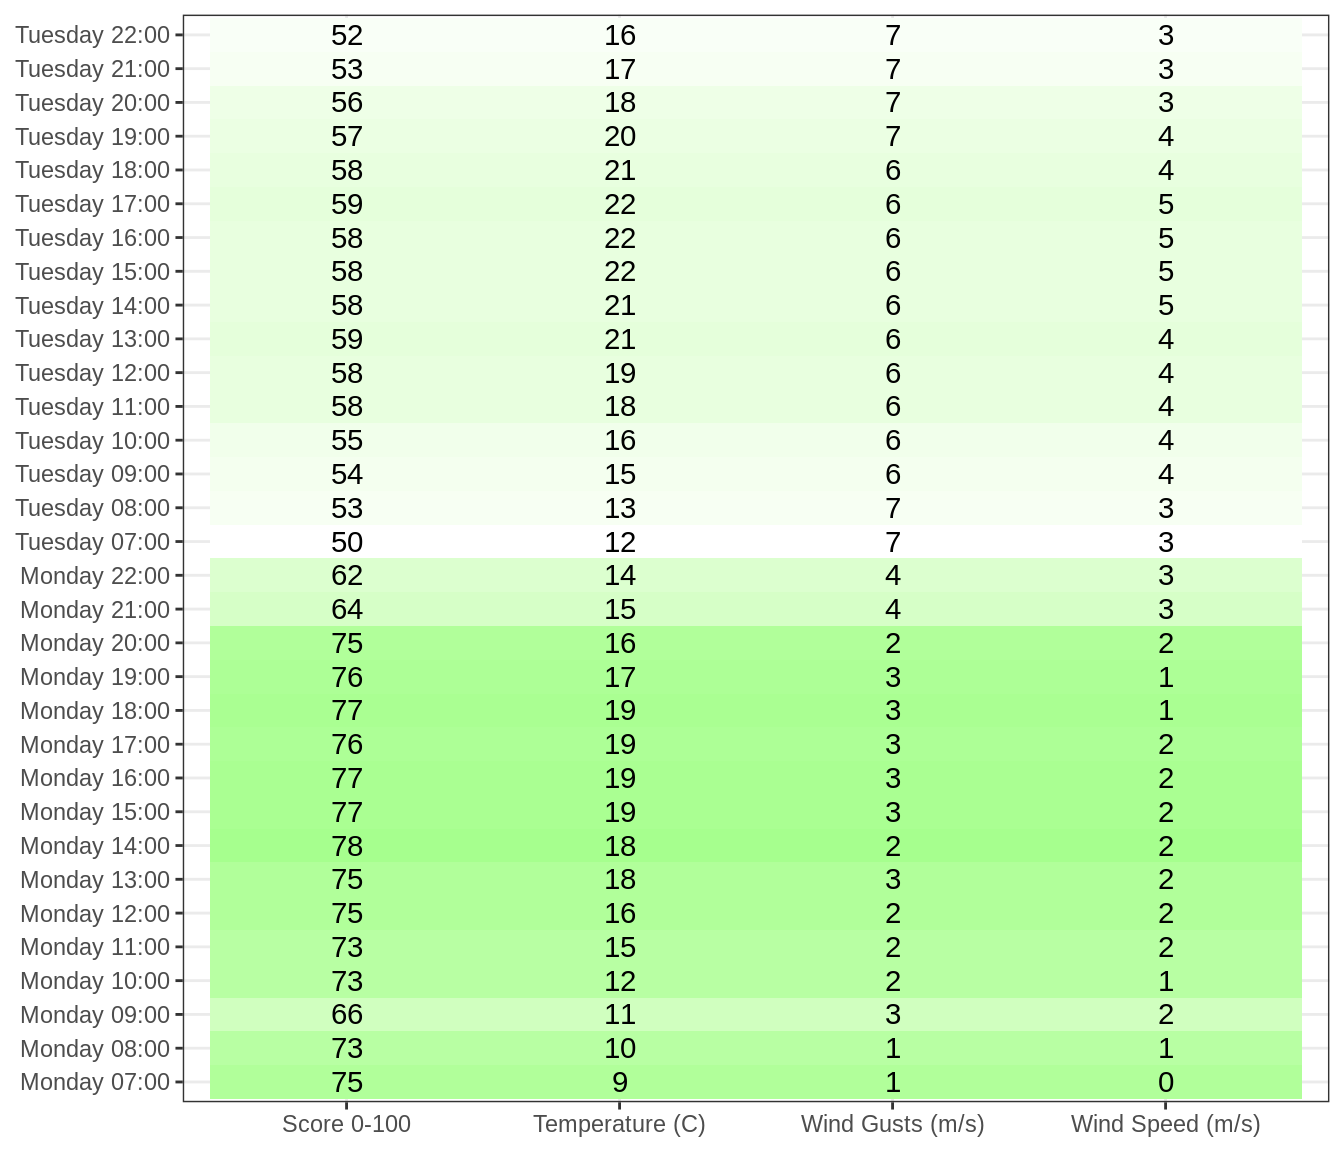 Tuesday 22:00 52 16 7 3
Tuesday 21:00 53 17 7 3
Tuesday 20:00 56 18 7 3
Tuesday 19:00 57 20 7 4
Tuesday 18:00 58 21 6 4
Tuesday 17:00 59 22 6 5
Tuesday 16:00 58 22 6 5
Tuesday 15:00 58 22 6 5
Tuesday 14:00 58 21 6 5
Tuesday 13:00 59 21 6 4
Tuesday 12:00 58 19 6 4
Tuesday 11:00 58 18 6 4
Tuesday 10:00 55 16 6 4
Tuesday 09:00 54 15 6 4
Tuesday 08:00 53 13 7 3
Tuesday 07:00 50 12 7 3
Monday 22:00 62 14 4 3
Monday 21:00 64 15 4 3
Monday 20:00 75 16 2 2
Monday 19:00 76 17 3 1
Monday 18:00 77 19 3 1
Monday 17:00 76 19 3 2
Monday 16:00 77 19 3 2
Monday 15:00 77 19 3 2
Monday 14:00 78 18 2 2
Monday 13:00 75 18 3 2
Monday 12:00 75 16 2 2
Monday 11:00 73 15 2 2
Monday 10:00 73 12 2 1
Monday 09:00 66 11 3 2
Monday 08:00 73 10 1 1
Monday 07:00 75 9 1 0
Score 0-100 Temperature (C) Wind Gusts (m/s) Wind Speed (m/s)